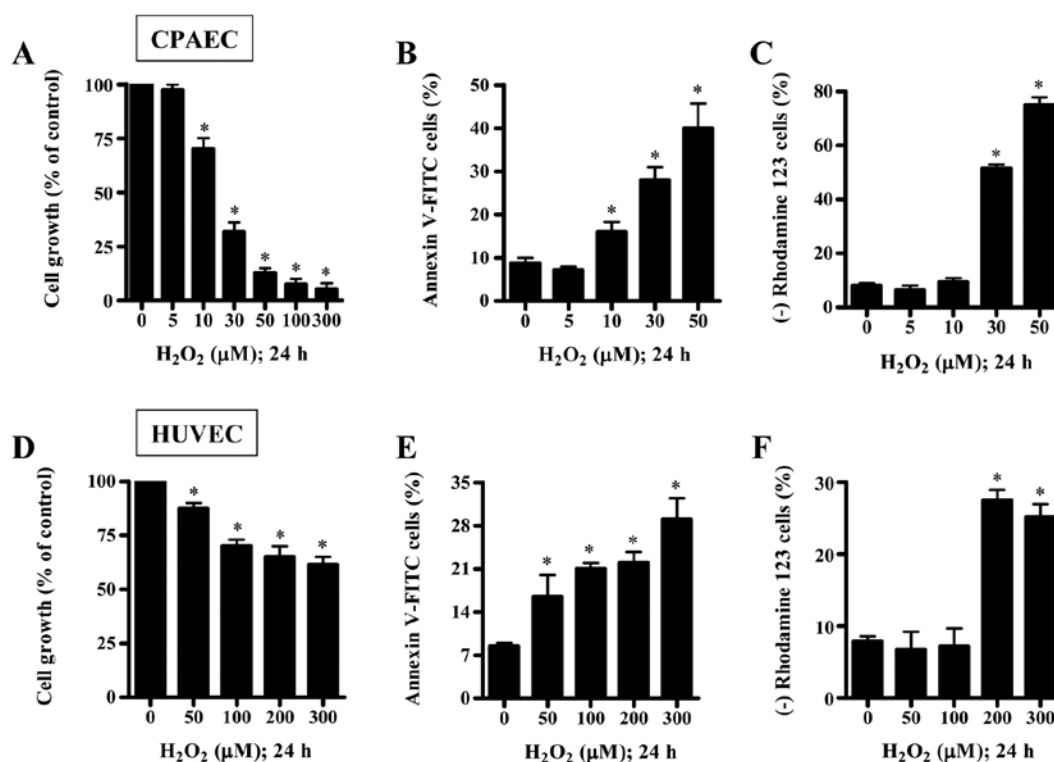 CPAEC
A
Cell growth (% of control)
100
75
50
25
0
*
*
*
*
*
0 5 10 30 50 100 300
H₂O₂ (μM); 24 h
B
Annexin V-FITC cells (%)
50
40
30
20
10
0
*
*
*
0 5 10 30 50
H₂O₂ (μM); 24 h
C
(-) Rhodamine 123 cells (%)
80
60
40
20
0
*
*
0 5 10 30 50
H₂O₂ (μM); 24 h
HUVEC
D
Cell growth (% of control)
100
75
50
25
0
*
*
*
*
0 50 100 200 300
H₂O₂ (μM); 24 h
E
Annexin V-FITC cells (%)
35
28
21
14
7
0
*
*
*
*
0 50 100 200 300
H₂O₂ (μM); 24 h
F
(-) Rhodamine 123 cells (%)
30
20
10
0
*
*
0 50 100 200 300
H₂O₂ (μM); 24 h